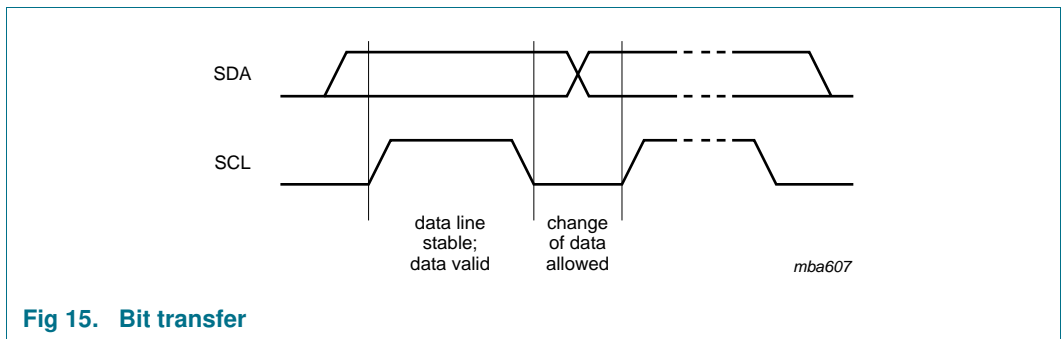 SDA
SCL
data line
stable;
data valid
change
of data
allowed
mba607
Fig 15. Bit transfer